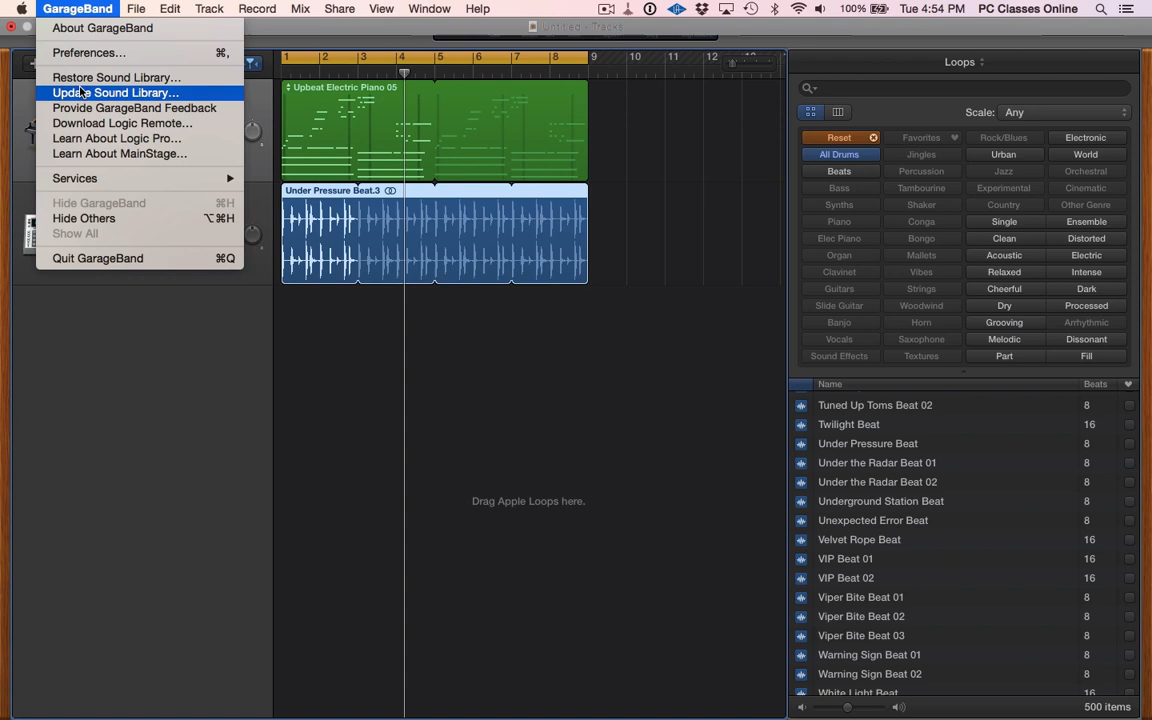 GarageBand File Edit Track Record Mix Share View Window Help 100% Tue 4:54 PM PC Classes Online
Untitled - Tracks
About GarageBand
Preferences... ⌘,
Restore Sound Library...
Update Sound Library...
Provide GarageBand Feedback
Download Logic Remote...
Learn About Logic Pro...
Learn About MainStage...
Services
Hide GarageBand ⌘H
Hide Others ⌥⌘H
Show All
Quit GarageBand ⌘Q
1 2 3 4 5 6 7 8 9 10 11 12
Upbeat Electric Piano 05
Under Pressure Beat.3
Drag Apple Loops here.
Loops
Scale: Any
Reset Favorites Rock/Blues Electronic
All Drums Jingles Urban World
Beats Percussion Jazz Cinematic
Bass Tambourine Experimental Orchestral
Synths Shaker Country Other Genre
Piano Conga Single Ensemble
Elec Piano Bongo Clean Distorted
Organ Mallets Acoustic Electric
Clavinet Vibes Relaxed Intense
Guitars Strings Cheerful Dark
Slide Guitar Woodwind Dry Processed
Banjo Horn Grooving Arrhythmic
Vocals Saxophone Melodic Dissonant
Sound Effects Textures Part Fill
Name Beats
Tuned Up Toms Beat 02 8
Twilight Beat 16
Under Pressure Beat 8
Under the Radar Beat 01 8
Under the Radar Beat 02 8
Underground Station Beat 8
Unexpected Error Beat 8
Velvet Rope Beat 16
VIP Beat 01 16
VIP Beat 02 16
Viper Bite Beat 01 8
Viper Bite Beat 02 8
Viper Bite Beat 03 8
Warning Sign Beat 01 8
Warning Sign Beat 02 8
White Light Beat 16
500 items